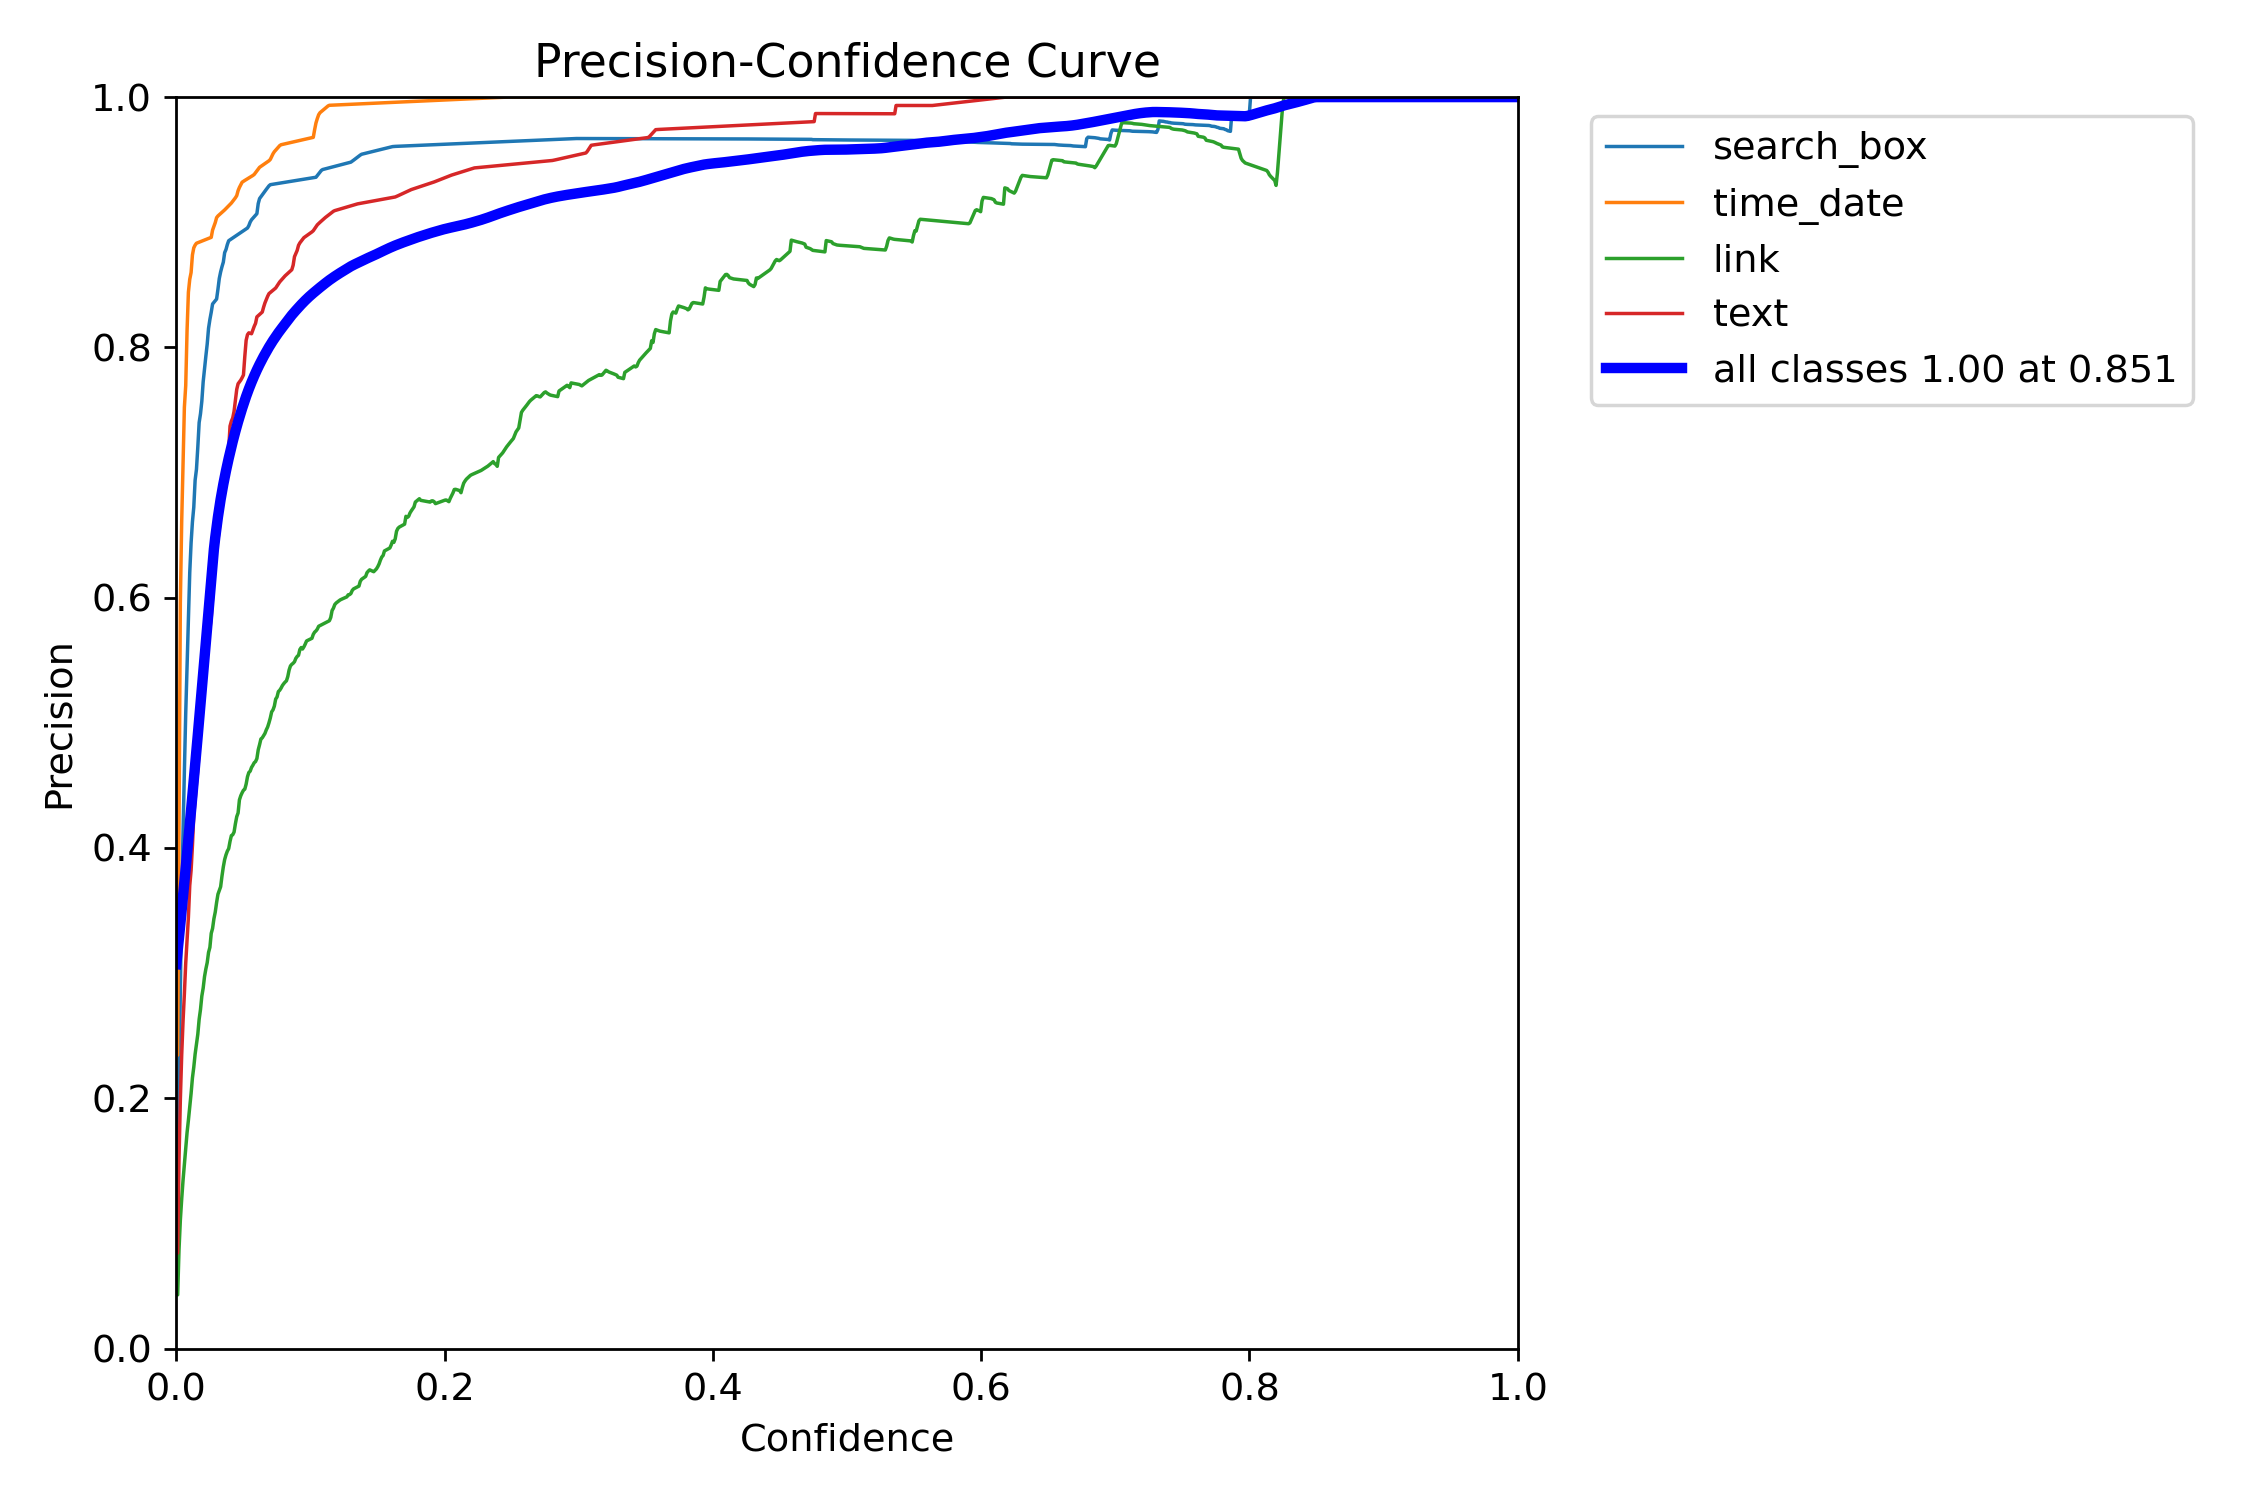 Precision-Confidence Curve
1.0
0.8
0.6
0.4
0.2
0.0
Precision
0.0 0.2 0.4 0.6 0.8 1.0
Confidence
search_box
time_date
link
text
all classes 1.00 at 0.851